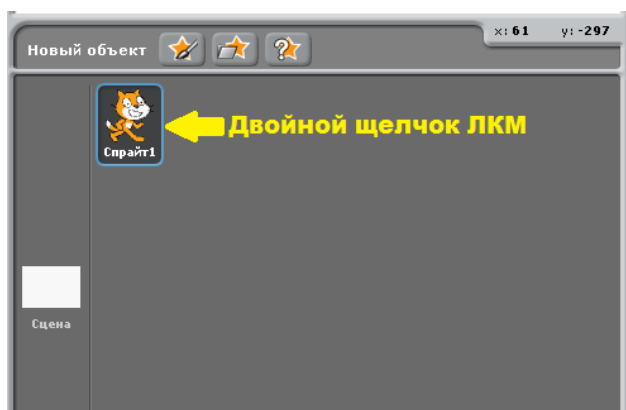 x: 61 y: -297
Новый объект
Спрайт1
Двойной щелчок ЛКМ
Сцена